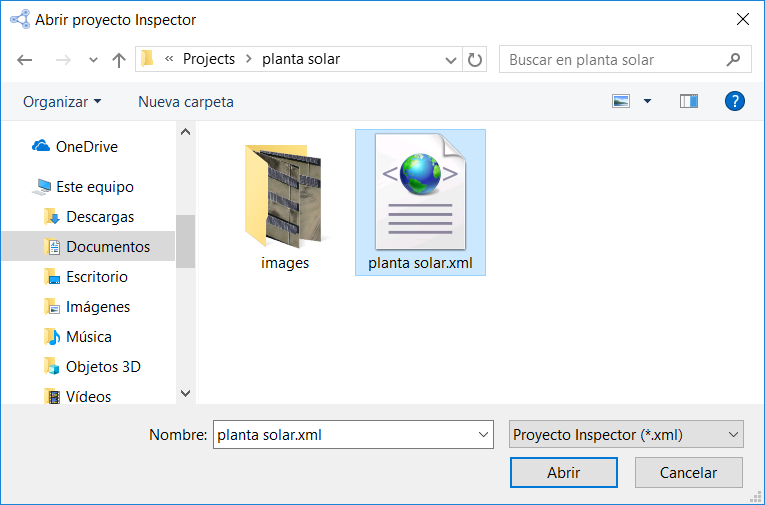 Abrir proyecto Inspector
« Projects > planta solar
Buscar en planta solar
Organizar
Nueva carpeta
?
OneDrive
Este equipo
Descargas
Documentos
Escritorio
Imágenes
Música
Objetos 3D
Vídeos
images
planta solar.xml
Nombre: planta solar.xml
Proyecto Inspector (*.xml)
Abrir
Cancelar